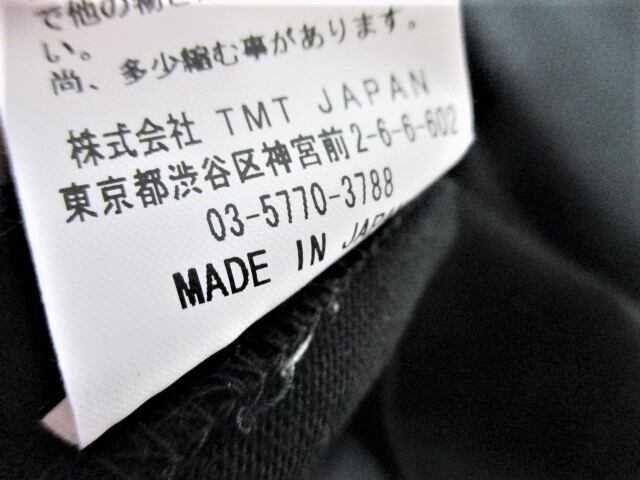 で他の
い。
尚、多少縮む事があります。
株式会社 TMT JAPAN
東京都渋谷区神宮前2-6-6-602
03-5770-3788
MADE IN JAPAN